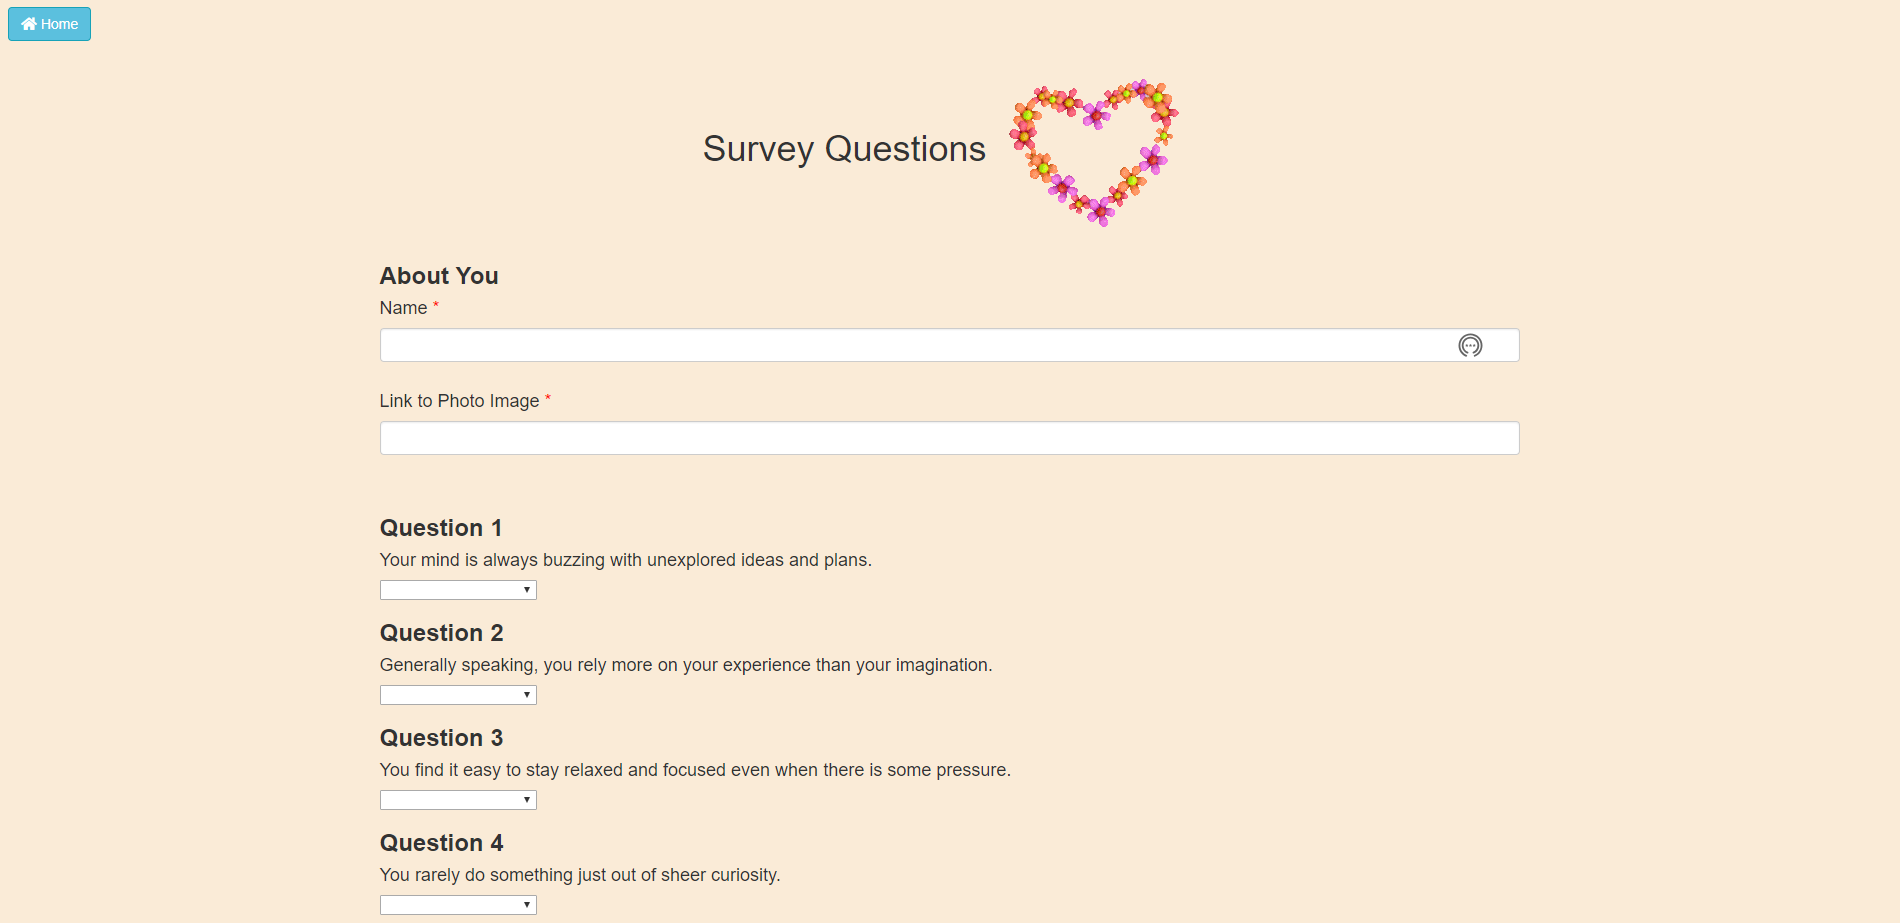 Home
Survey Questions
About You
Name *
Link to Photo Image *
Question 1
Your mind is always buzzing with unexplored ideas and plans.
Question 2
Generally speaking, you rely more on your experience than your imagination.
Question 3
You find it easy to stay relaxed and focused even when there is some pressure.
Question 4
You rarely do something just out of sheer curiosity.